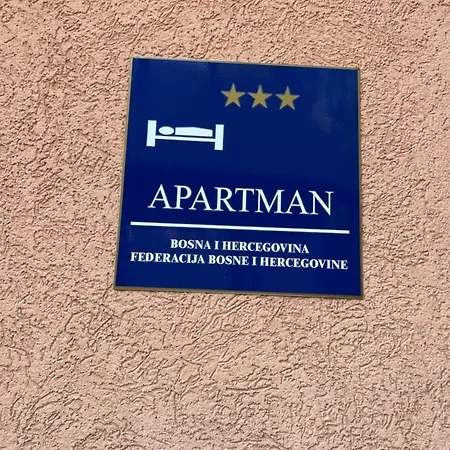 APARTMAN
BOSNA I HERCEGOVINA
FEDERACIJA BOSNE I HERCEGOVINE